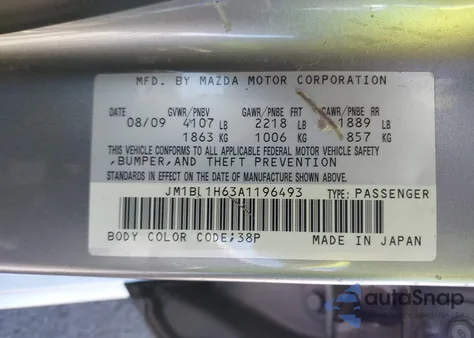 MFD. BY MAZDA MOTOR CORPORATION
DATE GVWR/PNBV GAWR/PNBE FRT GAWR/PNBE RR
08/09 4107 LB 2218 LB 1889 LB
1863 KG 1006 KG 857 KG
THIS VEHICLE CONFORMS TO ALL APPLICABLE FEDERAL MOTOR VEHICLE SAFETY
,BUMPER,AND THEFT PREVENTION
STANDARDS IN EFFECT ON THE DATE OF MANUFACTURE SHOWN ABOVE.
JM1BL1H63A1196493 TYPE: PASSENGER
BODY COLOR CODE;38P MADE IN JAPAN
autoSnap